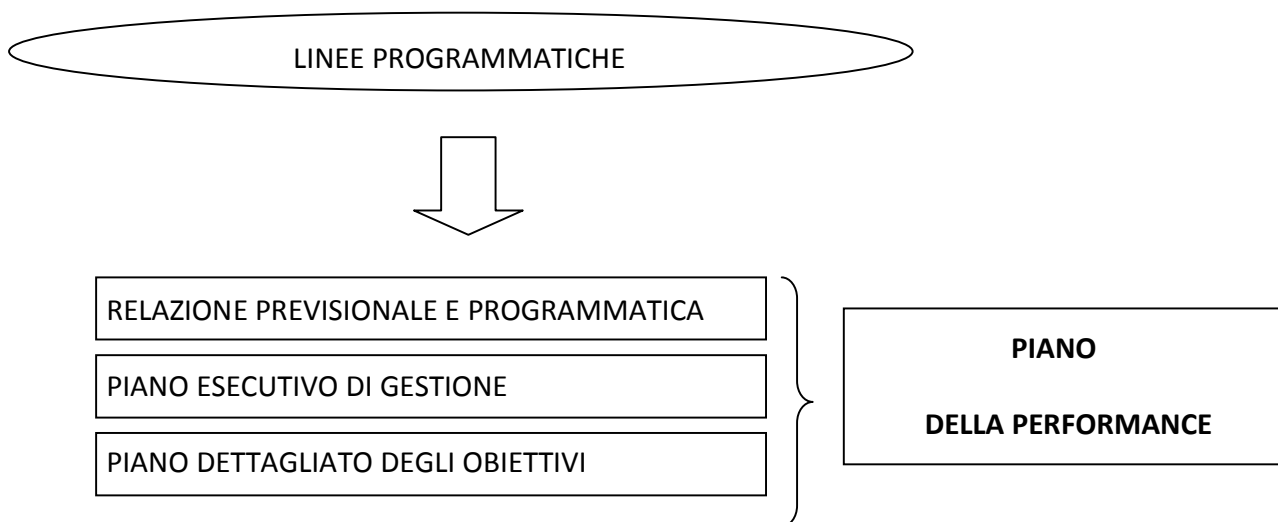 LINEE PROGRAMMATICHE
RELAZIONE PREVISIONALE E PROGRAMMATICA
PIANO ESECUTIVO DI GESTIONE
PIANO DETTAGLIATO DEGLI OBIETTIVI
PIANO
DELLA PERFORMANCE